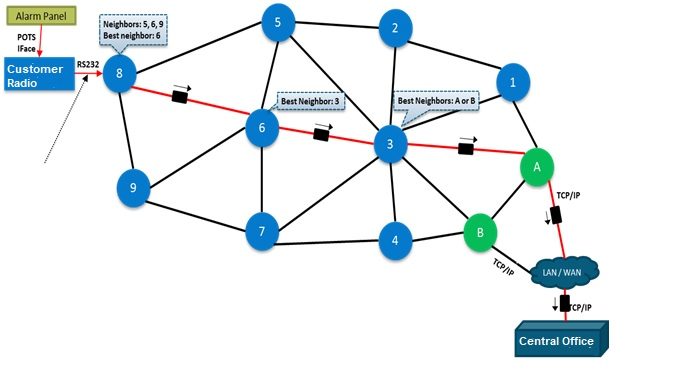 Alarm Panel
POTS
IFace
Customer
Radio
RS232
Neighbors: 5, 6, 9
Best neighbor: 6
8
5
2
1
Best Neighbor: 3
Best Neighbors: A or B
6
3
A
9
7
4
B
TCP/IP
TCP/IP
LAN / WAN
TCP/IP
Central Office